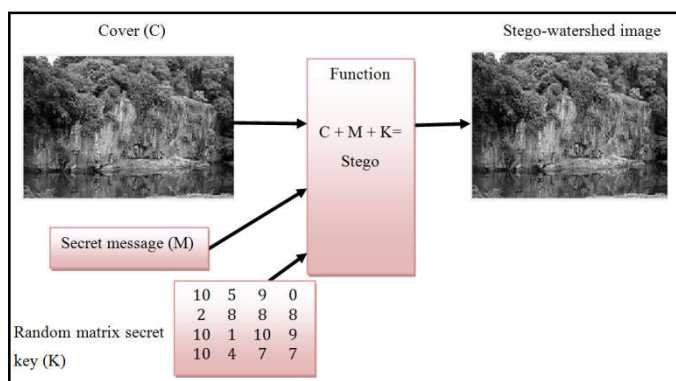 Cover (C)
Stego-watershed image
Function
C + M + K=
Stego
Secret message (M)
10 5 9 0
2 8 8 8
10 1 10 9
10 4 7 7
Random matrix secret
key (K)